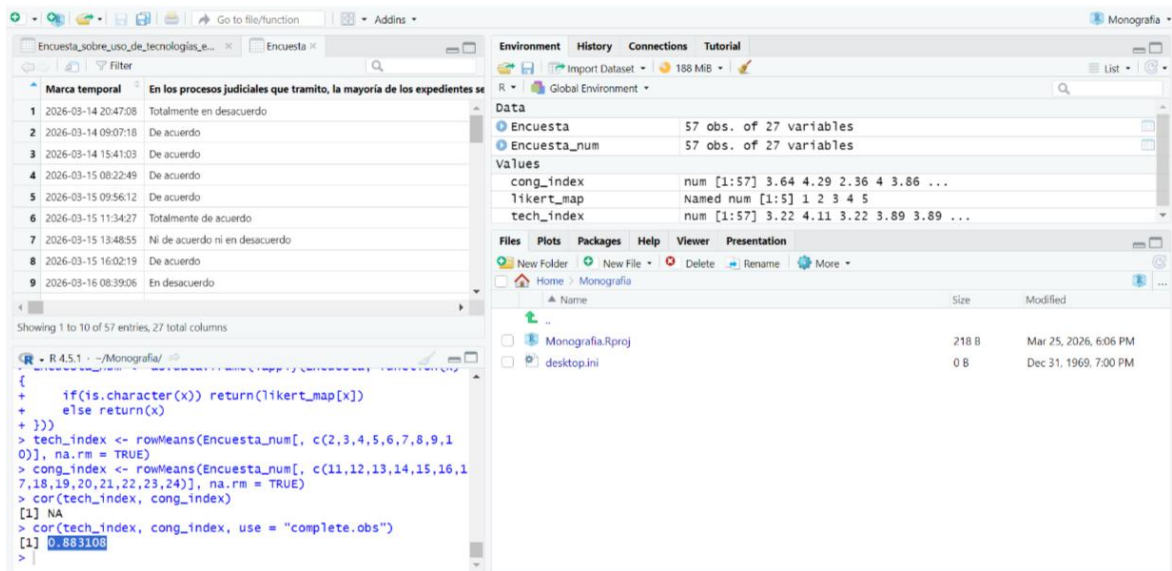 Go to file/function
Addins
Monografia
Encuesta_sobre_uso_de_tecnologias_e...
Encuesta
Filter
Marca temporal En los procesos judiciales que tramito, la mayoría de los expedientes se
1 2026-03-14 20:47:08 Totalmente en desacuerdo
2 2026-03-14 09:07:18 De acuerdo
3 2026-03-14 15:41:03 De acuerdo
4 2026-03-15 08:22:49 De acuerdo
5 2026-03-15 09:56:12 De acuerdo
6 2026-03-15 11:34:27 Totalmente de acuerdo
7 2026-03-15 13:48:55 Ni de acuerdo ni en desacuerdo
8 2026-03-15 16:02:19 De acuerdo
9 2026-03-16 08:39:06 En desacuerdo
Showing 1 to 10 of 57 entries, 27 total columns
R 4.5.1 · ~/Monografia/
{
+ if(is.character(x)) return(likert_map[x])
+ else return(x)
+ }))
> tech_index <- rowMeans(Encuesta_num[, c(2,3,4,5,6,7,8,9,1
0)], na.rm = TRUE)
> cong_index <- rowMeans(Encuesta_num[, c(11,12,13,14,15,16,1
7,18,19,20,21,22,23,24)], na.rm = TRUE)
> cor(tech_index, cong_index)
[1] NA
> cor(tech_index, cong_index, use = "complete.obs")
[1] 0.883108
>
Environment History Connections Tutorial
Import Dataset 188 MiB List
R Global Environment
Data
Encuesta 57 obs. of 27 variables
Encuesta_num 57 obs. of 27 variables
Values
cong_index num [1:57] 3.64 4.29 2.36 4 3.86 ...
likert_map Named num [1:5] 1 2 3 4 5
tech_index num [1:57] 3.22 4.11 3.22 3.89 3.89 ...
Files Plots Packages Help Viewer Presentation
New Folder New File Delete Rename More
Home > Monografia ...
Name Size Modified
..
Monografia.Rproj 218 B Mar 25, 2026, 6:06 PM
desktop.ini 0 B Dec 31, 1969, 7:00 PM